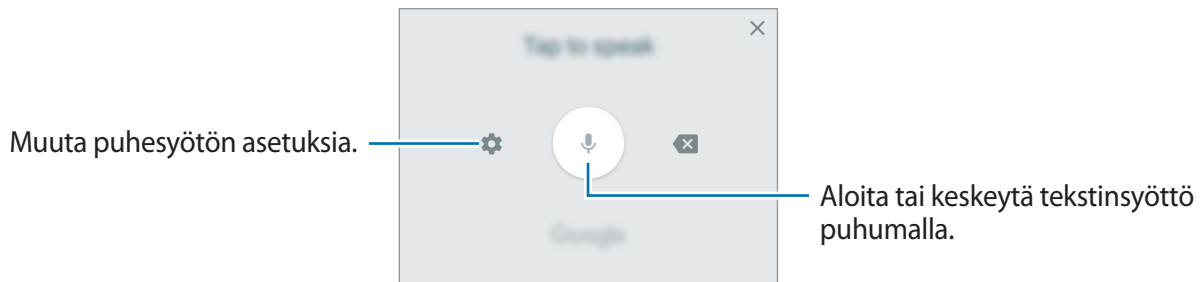 Tap to speak
Muuta puhesyötön asetuksia.
Aloita tai keskeytä tekstinsyöttö
puhumalla.
Google